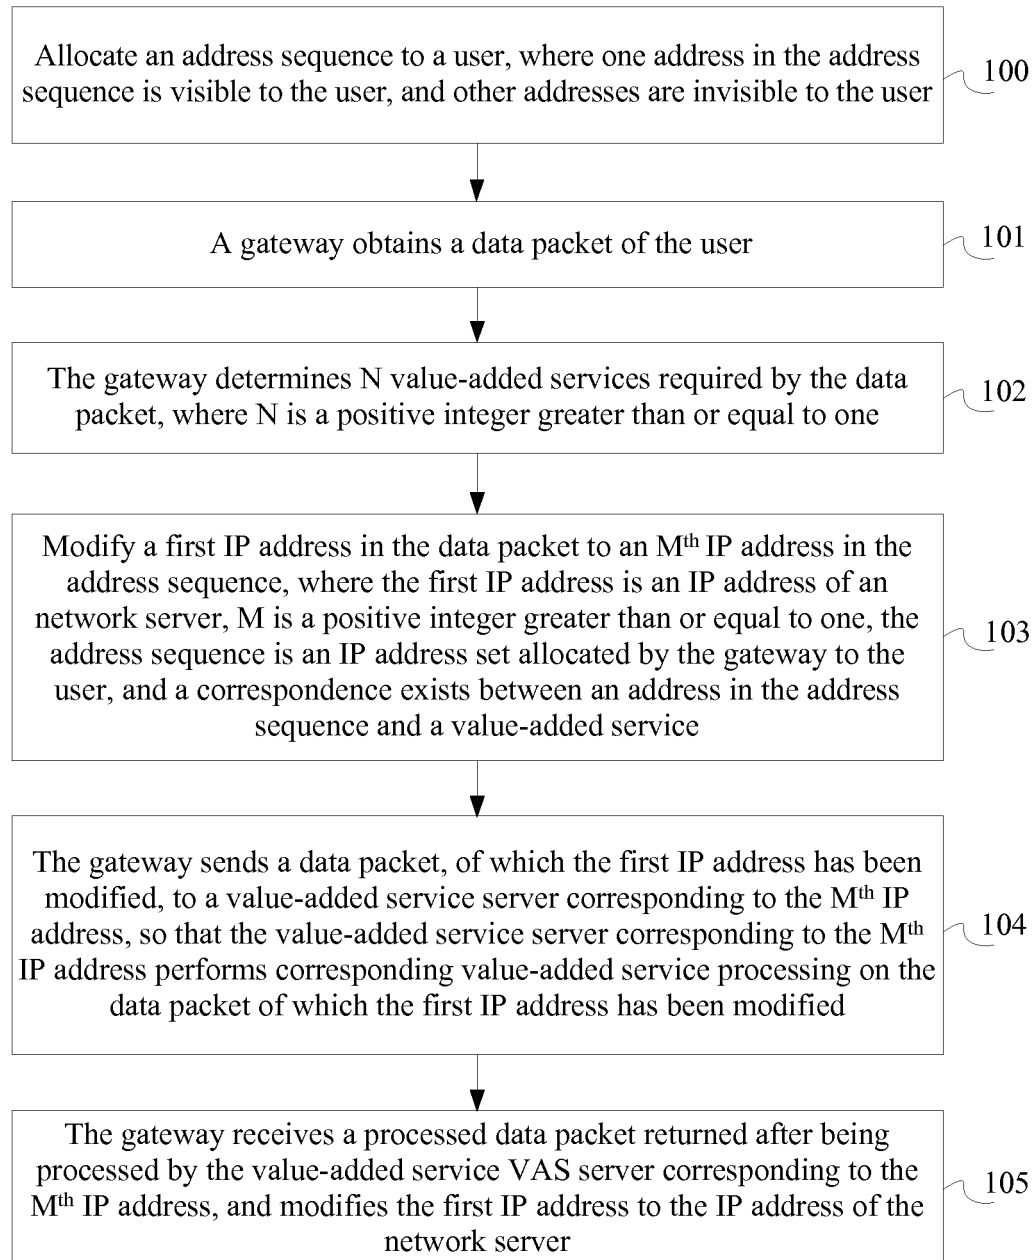 Allocate an address sequence to a user, where one address in the address
sequence is visible to the user, and other addresses are invisible to the user
100
A gateway obtains a data packet of the user
101
The gateway determines N value-added services required by the data
packet, where N is a positive integer greater than or equal to one
102
Modify a first IP address in the data packet to an Mth IP address in the
address sequence, where the first IP address is an IP address of an
network server, M is a positive integer greater than or equal to one, the
address sequence is an IP address set allocated by the gateway to the
user, and a correspondence exists between an address in the address
sequence and a value-added service
103
The gateway sends a data packet, of which the first IP address has been
modified, to a value-added service server corresponding to the Mth IP
address, so that the value-added service server corresponding to the Mth
IP address performs corresponding value-added service processing on the
data packet of which the first IP address has been modified
104
The gateway receives a processed data packet returned after being
processed by the value-added service VAS server corresponding to the
Mth IP address, and modifies the first IP address to the IP address of the
network server
105